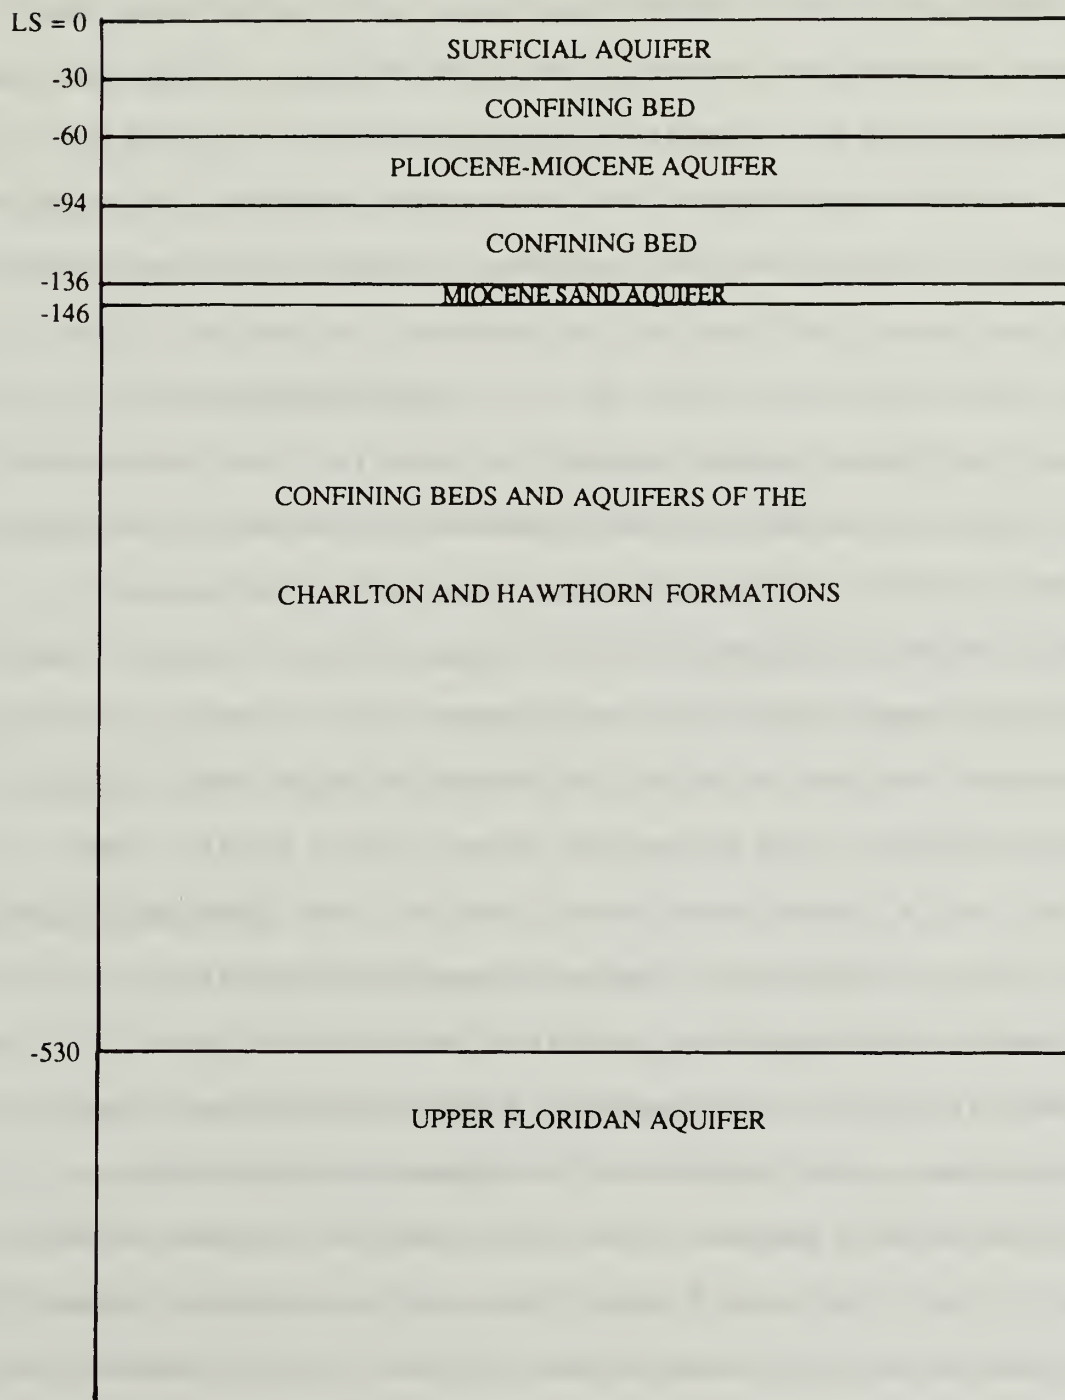 LS = 0
SURFICIAL AQUIFER
-30
CONFINING BED
-60
PLIOCENE-MIOCENE AQUIFER
-94
CONFINING BED
-136
MIOCENE SAND AQUIFER
-146
CONFINING BEDS AND AQUIFERS OF THE
CHARLTON AND HAWTHORN FORMATIONS
-530
UPPER FLORIDAN AQUIFER